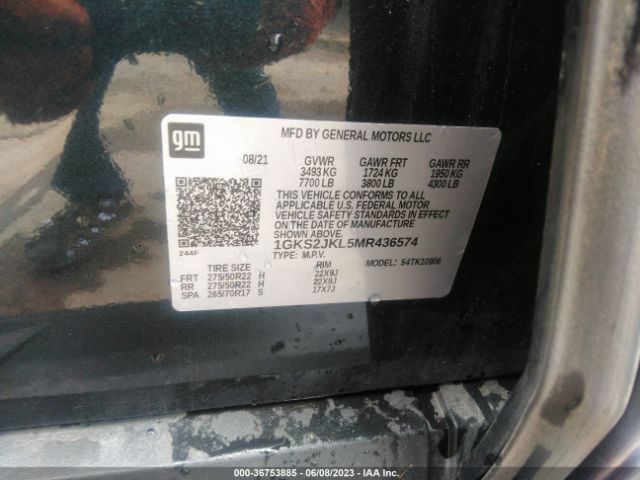 gm
MFD BY GENERAL MOTORS LLC
08/21 GVWR GAWR FRT GAWR RR
3493 KG 1724 KG 1950 KG
7700 LB 3800 LB 4300 LB
THIS VEHICLE CONFORMS TO ALL
APPLICABLE U.S. FEDERAL MOTOR
VEHICLE SAFETY STANDARDS IN EFFECT
ON THE DATE OF MANUFACTURE
SHOWN ABOVE.
1GKS2JKL5MR436574
TYPE: M.P.V. MODEL: 54TK10906
244F
TIRE SIZE RIM
FRT 275/50R22 H 22X9J
RR 275/50R22 H 22X9J
SPA 265/70R17 S 17X7J
000-36753885 - 06/08/2023 - IAA Inc.